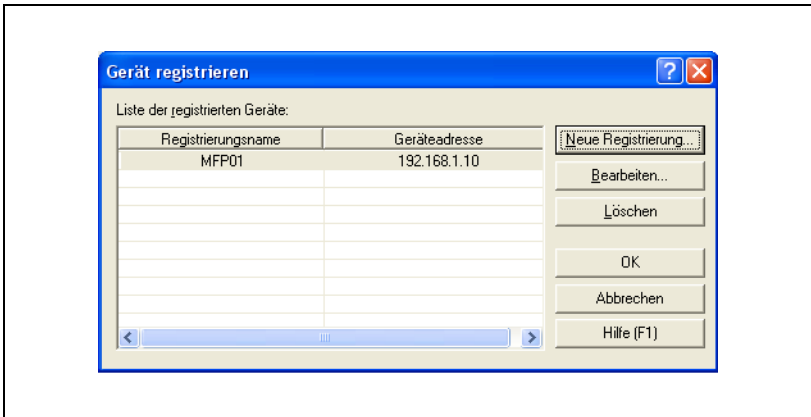 Gerät registrieren
Liste der registrierten Geräte:
Registrierungsname Geräteadresse
MFP01 192.168.1.10
Neue Registrierung...
Bearbeiten...
Löschen
OK
Abbrechen
Hilfe (F1)